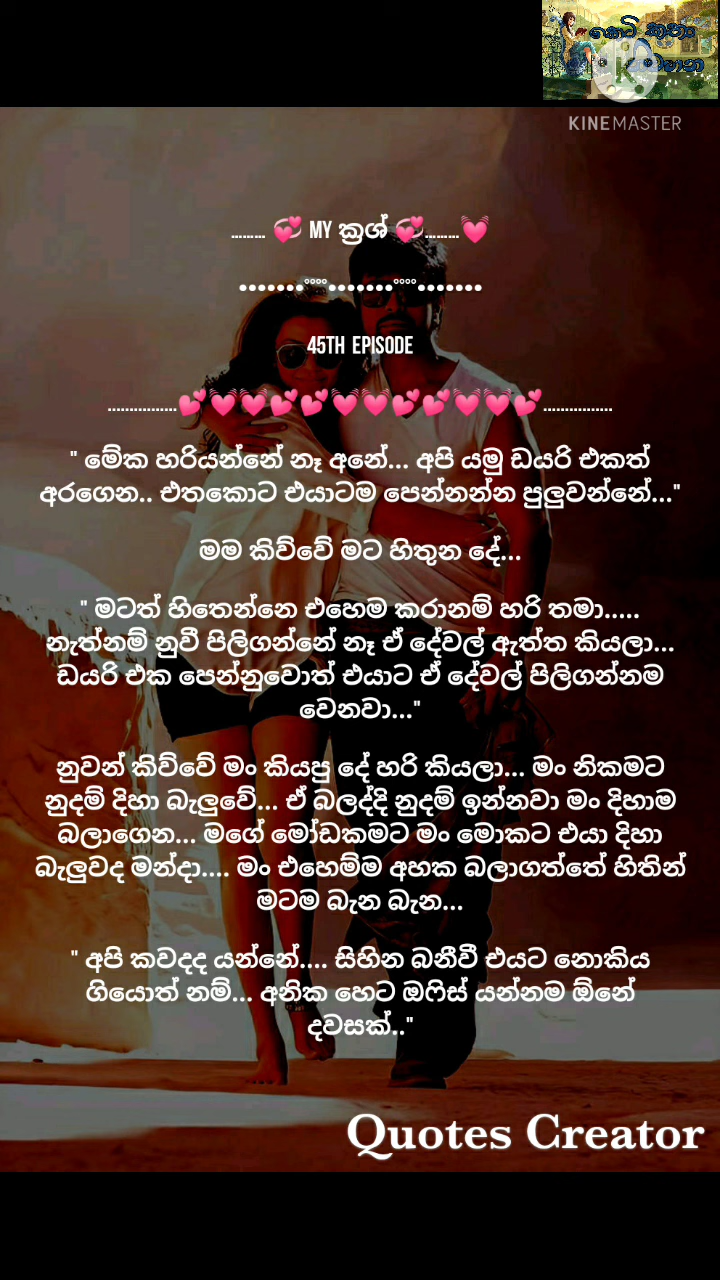 කොටි කතා
K
KINEMASTER
......... 💞 MY ක්‍රශ් 💞.........💓
•••••••°°°°•••••••°°°°•••••••
45TH EPISODE
................💕💓💓💕💕💓💓💕💕💓💓💕................
" මේක හරියන්නේ නෑ අනේ... අපි යමු ඩයරි එකත්
අරගෙන.. එතකොට එයාටම පෙන්නන්න පුලුවන්නේ..."
මම කිව්වේ මට හිතුන දේ...
" මටත් හිතෙන්නෙ එහෙම කරානම් හරි තමා.....
නැත්නම් නුවී පිලිගන්නේ නෑ ඒ දේවල් ඇත්ත කියලා...
ඩයරි එක පෙන්නුවොත් එයාට ඒ දේවල් පිලිගන්නම
වෙනවා..."
නුවන් කිව්වේ මං කියපු දේ හරි කියලා... මං නිකමට
නුදම් දිහා බැලුවේ... ඒ බලද්දි නුදම් ඉන්නවා මං දිහාම
බලාගෙන... මගේ මෝඩකමට මං මොකට එයා දිහා
බැලුවද මන්දා.... මං එහෙම්ම අහක බලාගත්තේ හිතින්
මටම බැන බැන...
" අපි කවදද යන්නේ.... සිහින බනීවී එයට නොකිය
ගියොත් නම්... අනික හෙට ඔෆිස් යන්නම ඕනේ
දවසක්.."
Quotes Creator